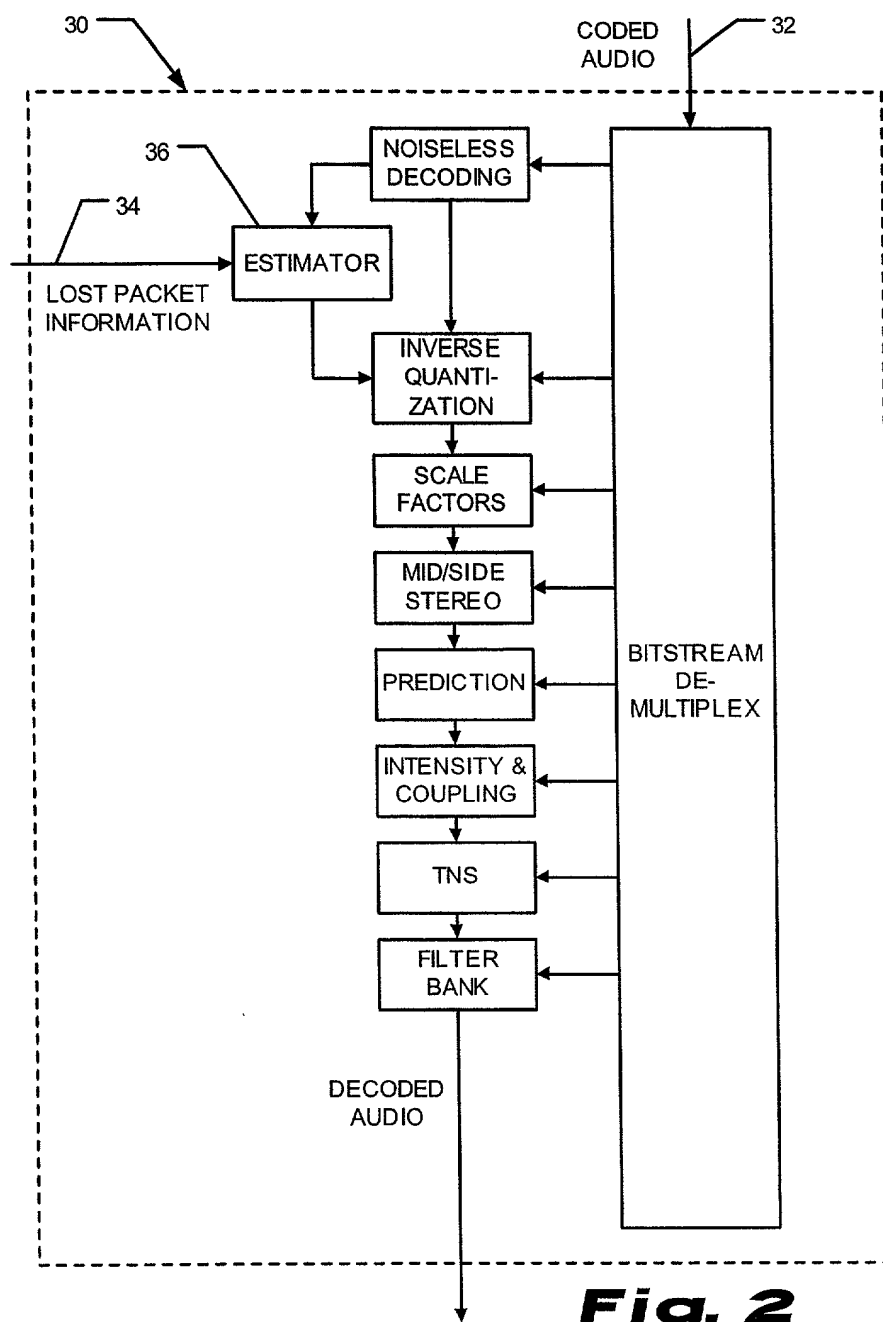 30
CODED
AUDIO
32
36
NOISELESS
DECODING
34
ESTIMATOR
LOST PACKET
INFORMATION
INVERSE
QUANTI-
ZATION
SCALE
FACTORS
MID/SIDE
STEREO
BITSTREAM
DE-
MULTIPLEX
PREDICTION
INTENSITY &
COUPLING
TNS
FILTER
BANK
DECODED
AUDIO
Fig. 2